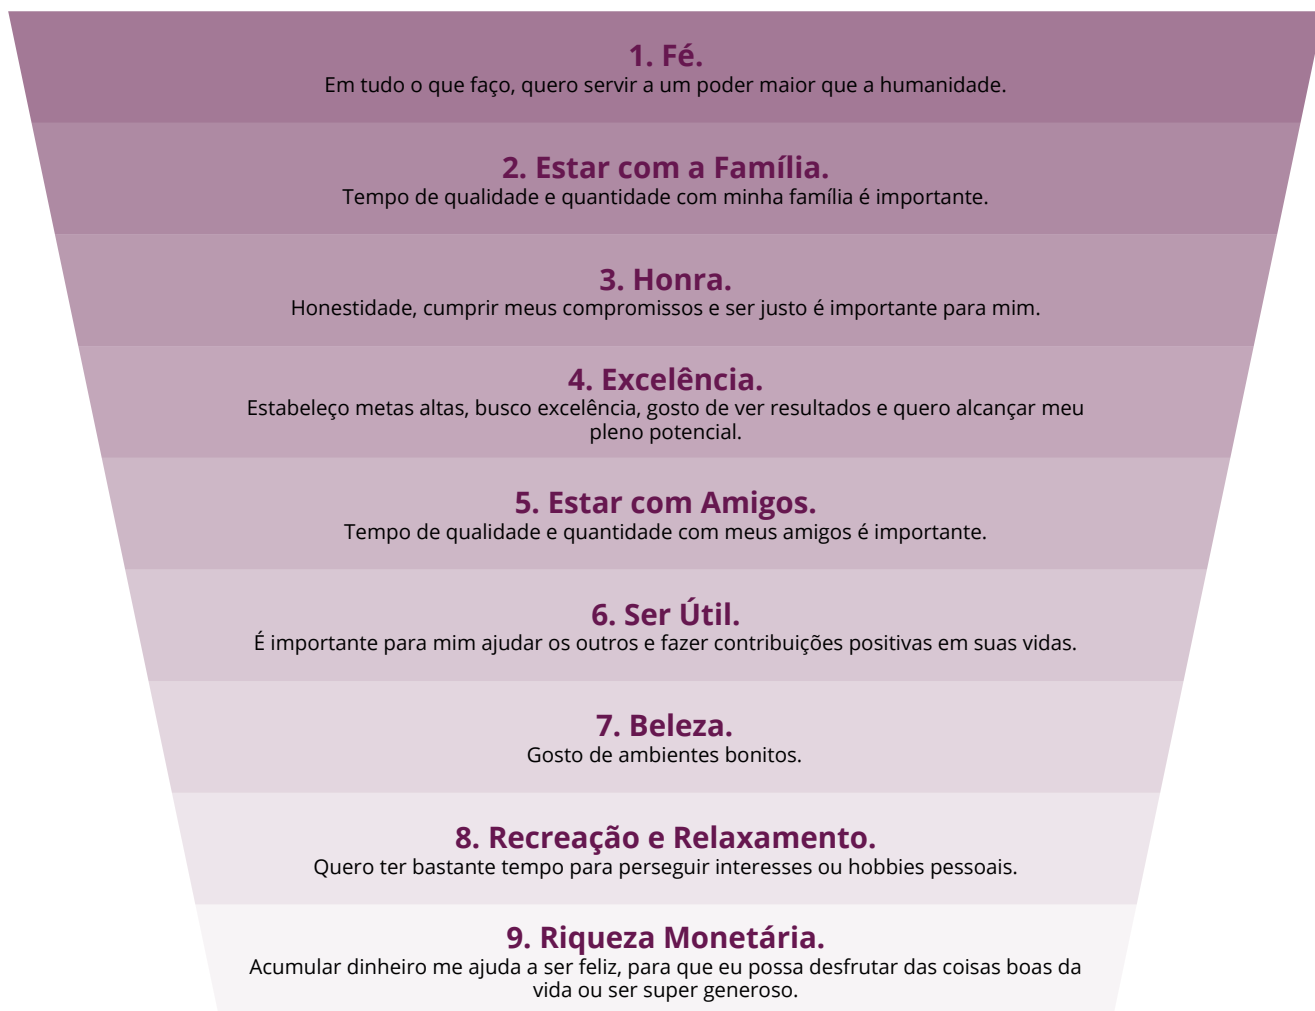 1. Fé.
Em tudo o que faço, quero servir a um poder maior que a humanidade.
2. Estar com a Família.
Tempo de qualidade e quantidade com minha família é importante.
3. Honra.
Honestidade, cumprir meus compromissos e ser justo é importante para mim.
4. Excelência.
Estabeleço metas altas, busco excelência, gosto de ver resultados e quero alcançar meu
pleno potencial.
5. Estar com Amigos.
Tempo de qualidade e quantidade com meus amigos é importante.
6. Ser Útil.
É importante para mim ajudar os outros e fazer contribuições positivas em suas vidas.
7. Beleza.
Gosto de ambientes bonitos.
8. Recreação e Relaxamento.
Quero ter bastante tempo para perseguir interesses ou hobbies pessoais.
9. Riqueza Monetária.
Acumular dinheiro me ajuda a ser feliz, para que eu possa desfrutar das coisas boas da
vida ou ser super generoso.